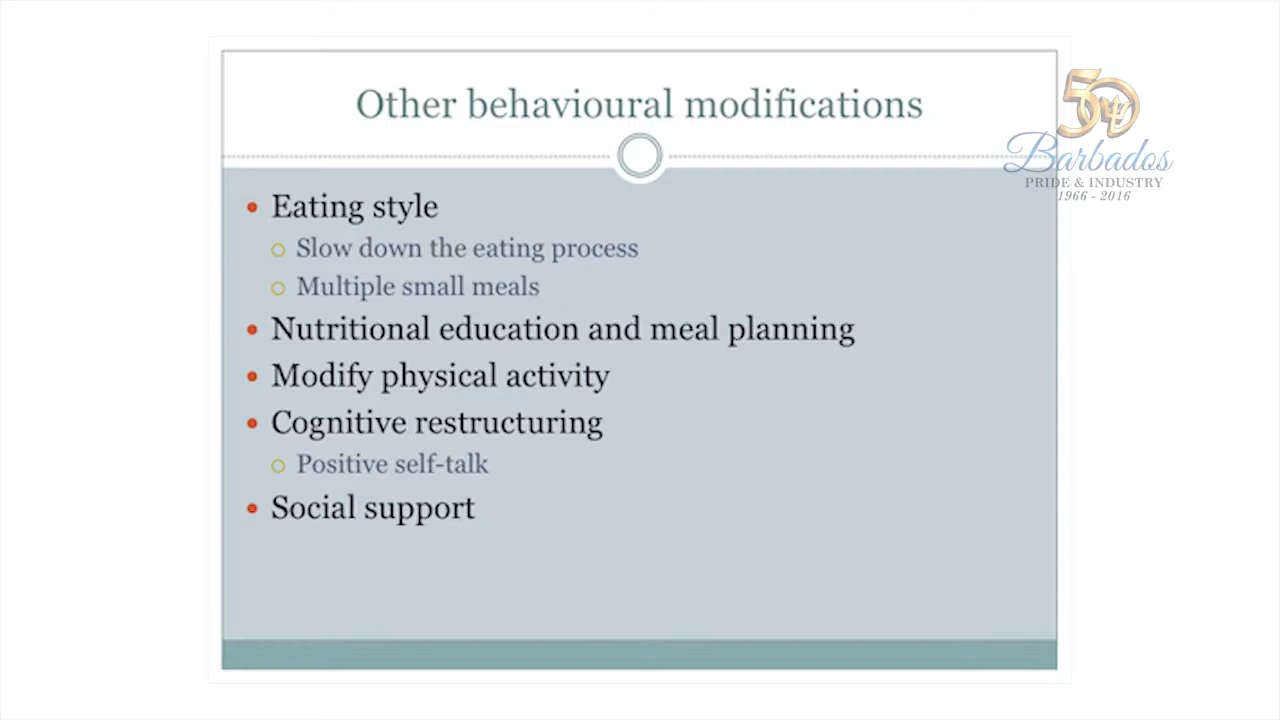 Other behavioural modifications
50
Barbados
PRIDE & INDUSTRY
1966 - 2016
Eating style
Slow down the eating process
Multiple small meals
Nutritional education and meal planning
Modify physical activity
Cognitive restructuring
Positive self-talk
Social support